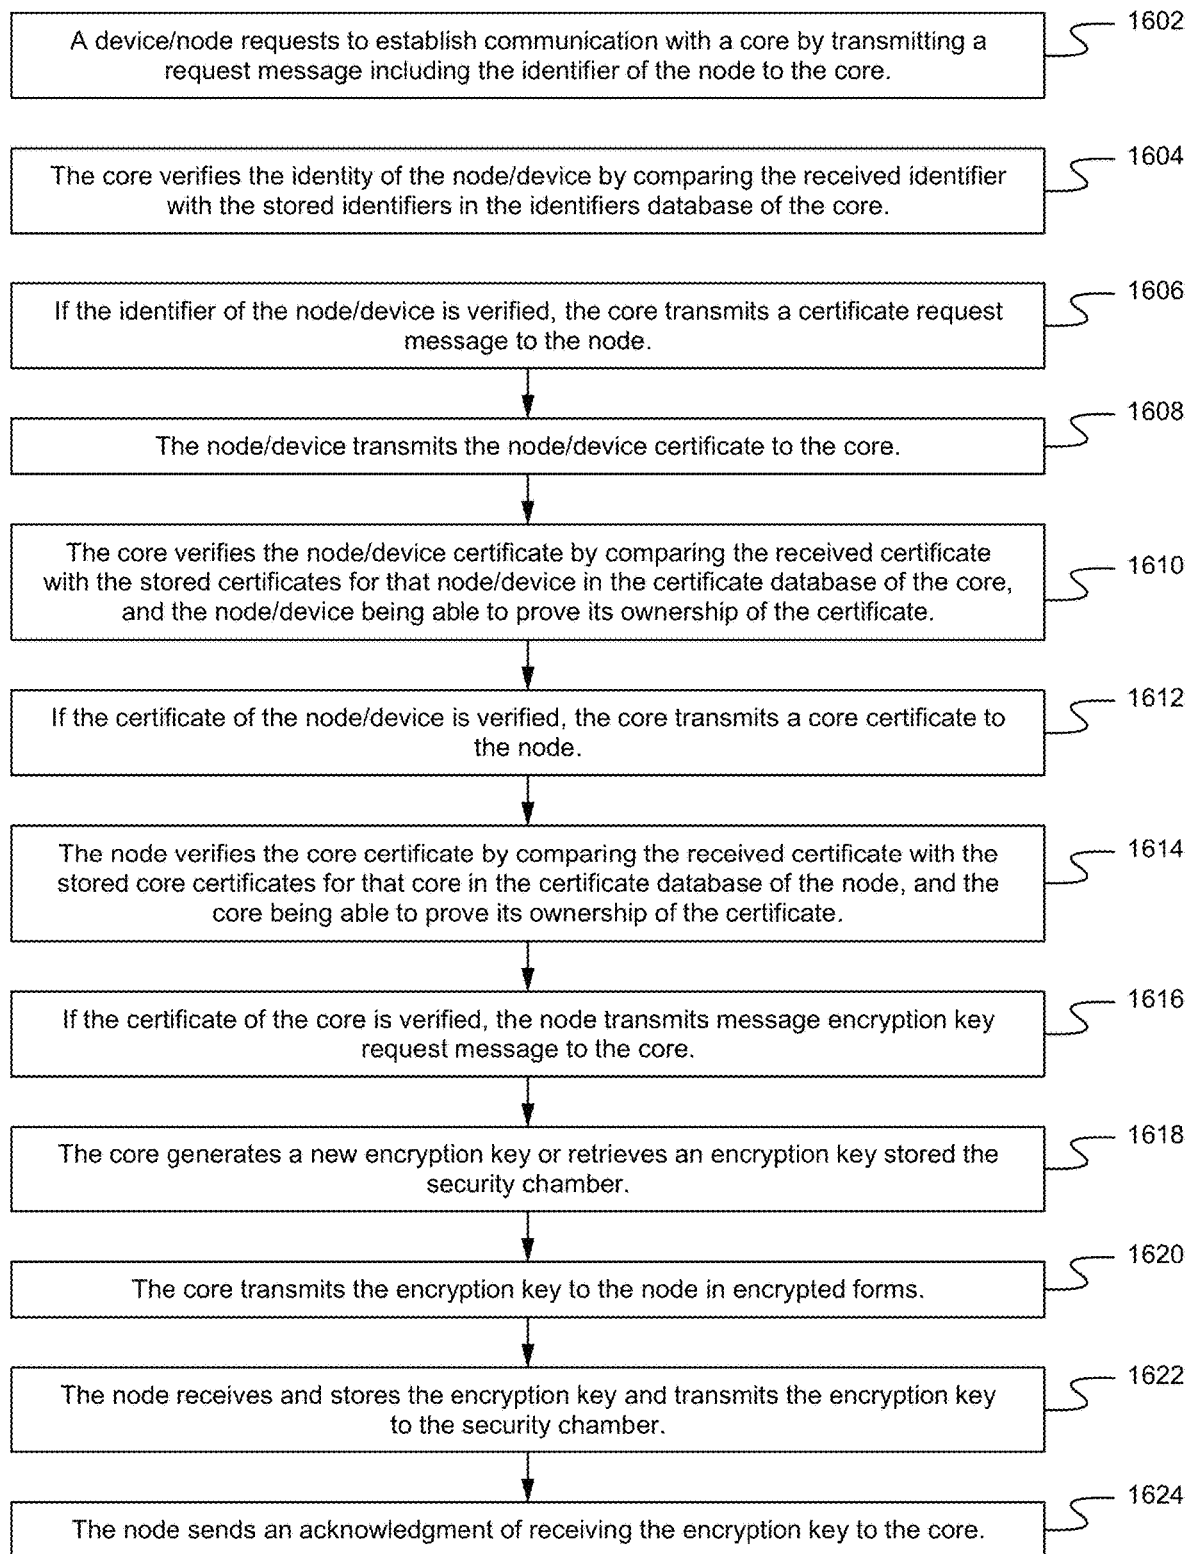 1602
A device/node requests to establish communication with a core by transmitting a
request message including the identifier of the node to the core.
1604
The core verifies the identity of the node/device by comparing the received identifier
with the stored identifiers in the identifiers database of the core.
1606
If the identifier of the node/device is verified, the core transmits a certificate request
message to the node.
1608
The node/device transmits the node/device certificate to the core.
The core verifies the node/device certificate by comparing the received certificate
1610
with the stored certificates for that node/device in the certificate database of the core,
and the node/device being able to prove its ownership of the certificate.
1612
If the certificate of the node/device is verified, the core transmits a core certificate to
the node.
1614
The node verifies the core certificate by comparing the received certificate with the
stored core certificates for that core in the certificate database of the node, and the
core being able to prove its ownership of the certificate.
1616
If the certificate of the core is verified, the node transmits message encryption key
request message to the core.
1618
The core generates a new encryption key or retrieves an encryption key stored the
security chamber.
1620
The core transmits the encryption key to the node in encrypted forms.
1622
The node receives and stores the encryption key and transmits the encryption key
to the security chamber.
1624
The node sends an acknowledgment of receiving the encryption key to the core.